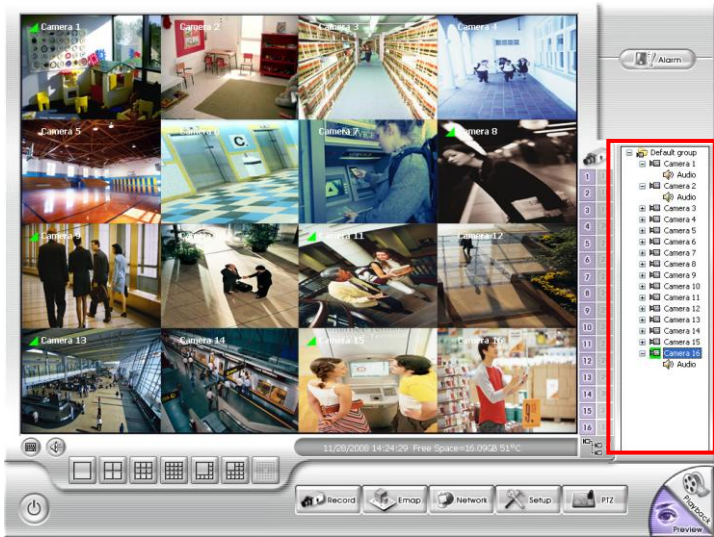 Camera 1
Camera 2
Camera 3
Camera 4
Alarm
Camera 5
Camera 6
Camera 7
Camera 8
Camera 9
Camera 11
Camera 12
Camera 13
Camera 14
Camera 15
Camera 16
1
2
3
4
5
6
7
8
9
10
11
12
13
14
15
16
Default group
Camera 1
Audio
Camera 2
Audio
Camera 3
Camera 4
Camera 5
Camera 6
Camera 7
Camera 8
Camera 9
Camera 10
Camera 11
Camera 12
Camera 13
Camera 14
Camera 15
Camera 16
Audio
11/28/2008 14:24:29 Free Space=16.09GB 51°C
Record
Emap
Network
Setup
PTZ
Playback
Preview